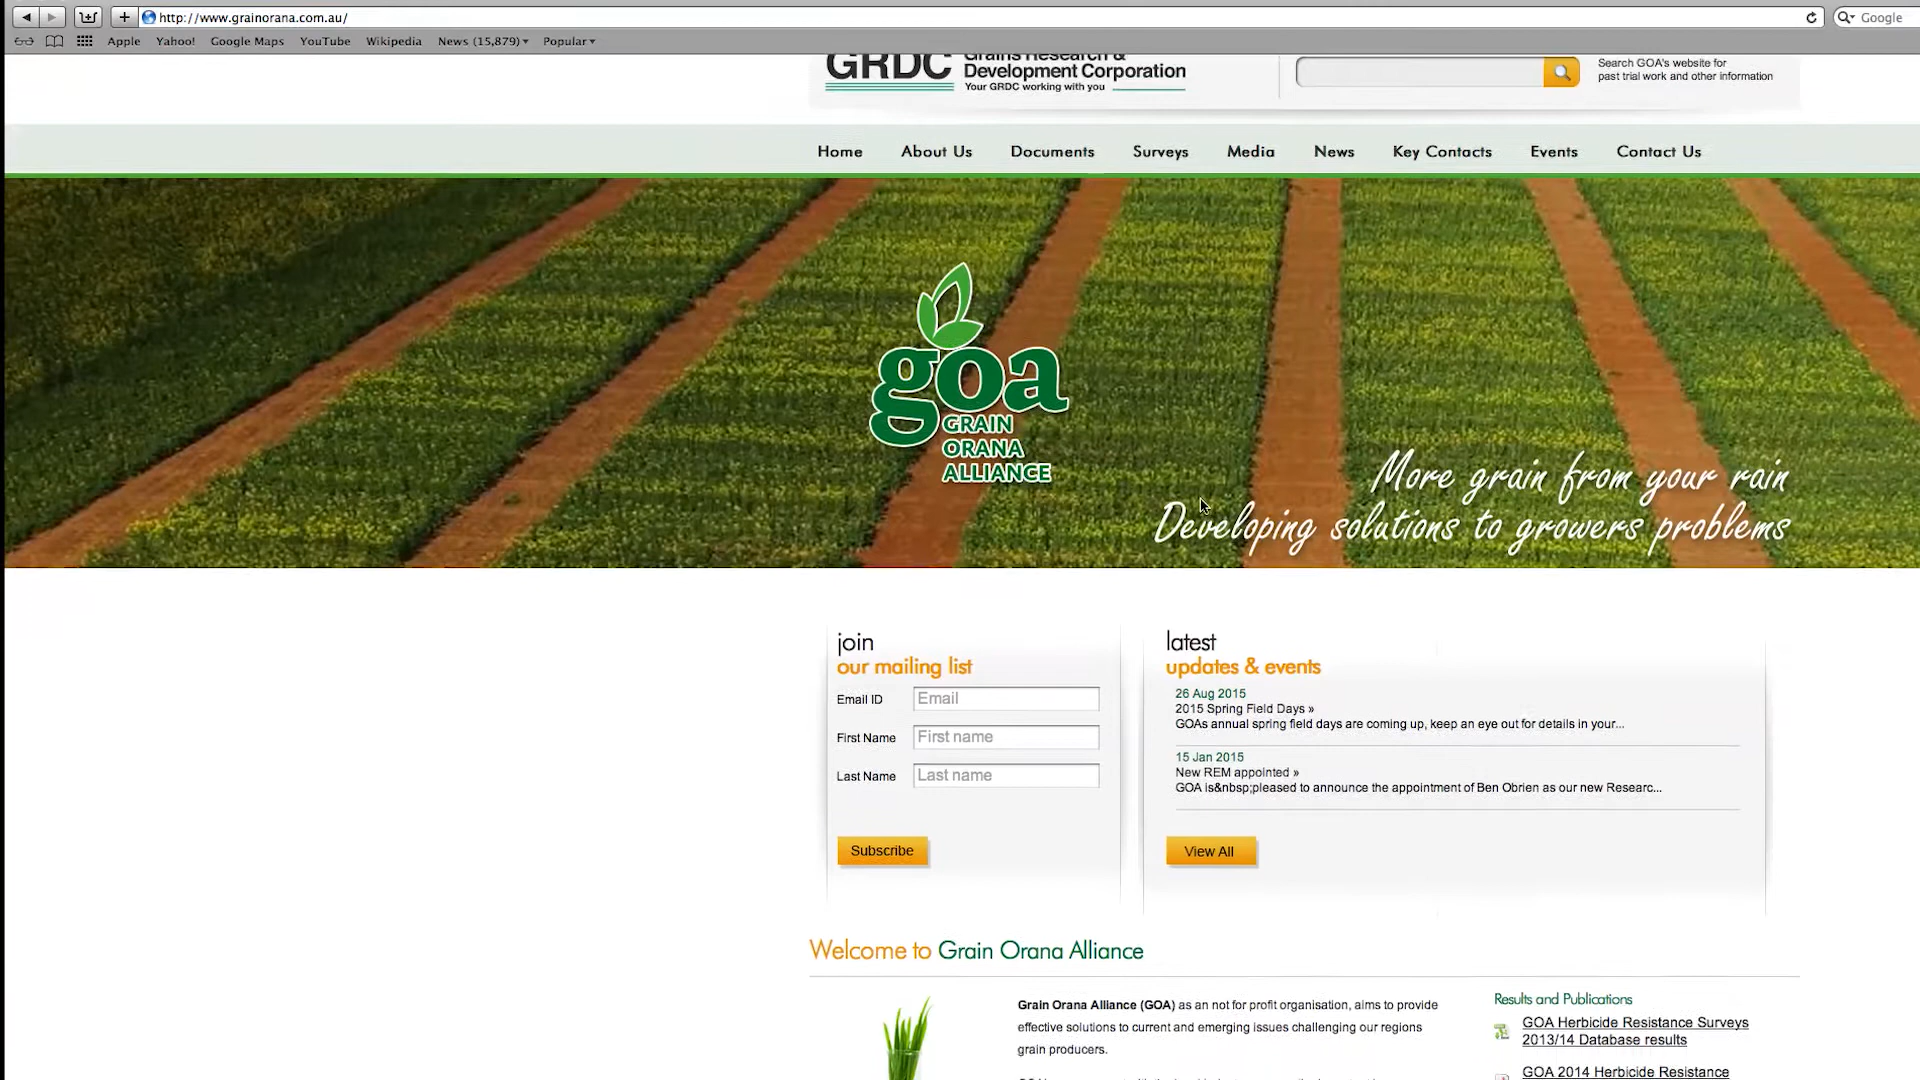 http://www.grainorana.com.au/
Google
Apple
Yahoo!
Google Maps
YouTube
Wikipedia
News (15,879)
Popular
GRDC
Grains Research &
Development Corporation
Your GRDC working with you
Search GOA's website for
past trial work and other information
Home
About Us
Documents
Surveys
Media
News
Key Contacts
Events
Contact Us
goa
GRAIN
ORANA
ALLIANCE
More grain from your rain
Developing solutions to growers problems
join
our mailing list
Email ID
Email
First Name
First name
Last Name
Last name
Subscribe
latest
updates & events
26 Aug 2015
2015 Spring Field Days »
GOAs annual spring field days are coming up, keep an eye out for details in your...
15 Jan 2015
New REM appointed »
GOA is&nbsp;pleased to announce the appointment of Ben Obrien as our new Researc...
View All
Welcome to Grain Orana Alliance
Grain Orana Alliance (GOA) as an not for profit organisation, aims to provide
effective solutions to current and emerging issues challenging our regions
grain producers.
Results and Publications
GOA Herbicide Resistance Surveys
2013/14 Database results
GOA 2014 Herbicide Resistance